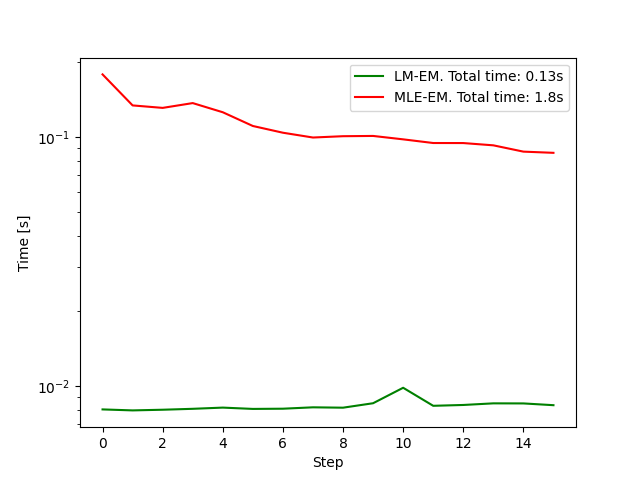 LM-EM. Total time: 0.13s
MLE-EM. Total time: 1.8s
10⁻¹
Time [s]
10⁻²
0 2 4 6 8 10 12 14
Step